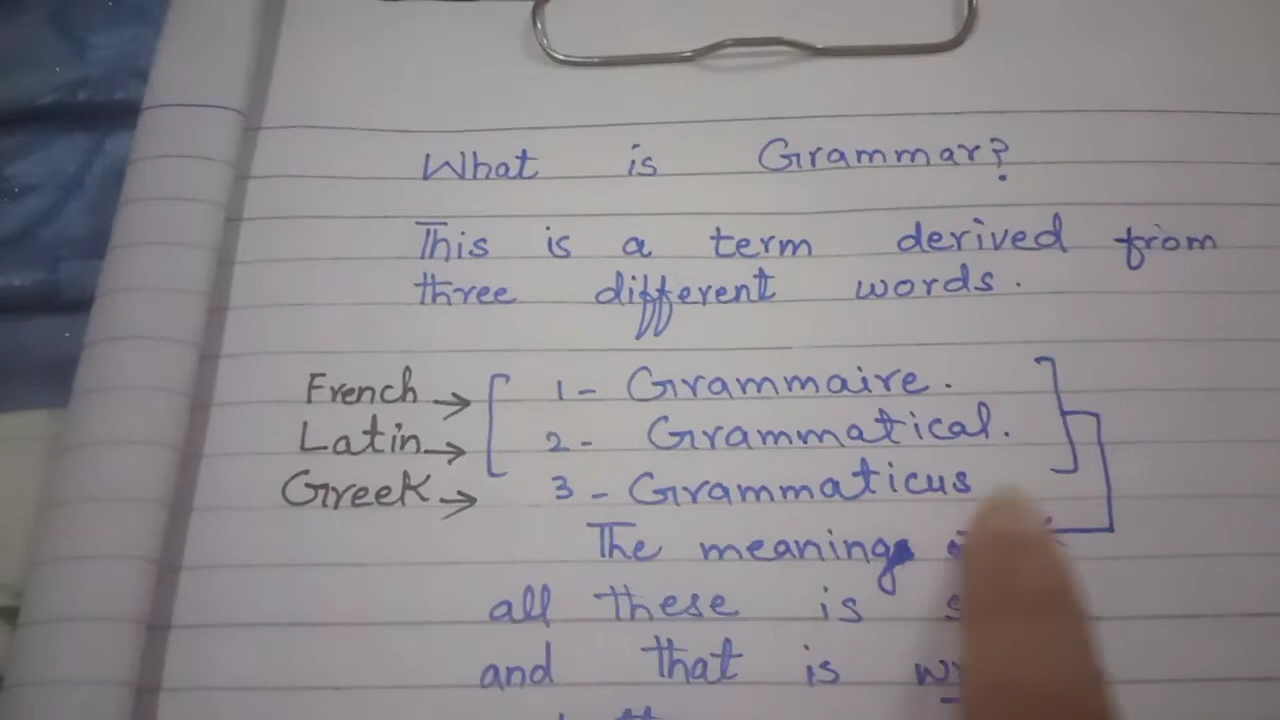 What is Grammar?
This is a term derived from
three different words.
French → 1- Grammaire.
Latin → 2- Grammatical.
Greek → 3- Grammaticus
The meaning
all these is
and that is